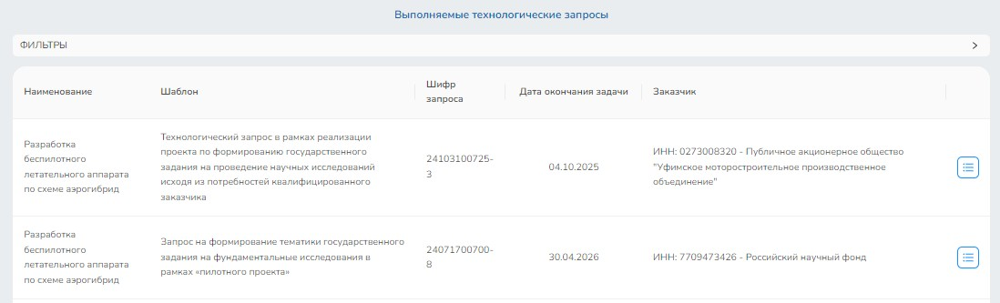 Выполняемые технологические запросы
ФИЛЬТРЫ
Наименование
Шаблон
Шифр
запроса
Дата окончания задачи
Заказчик
Разработка
беспилотного
летательного аппарата
по схеме аэрогибрид
Технологический запрос в рамках реализации
проекта по формированию государственного
задания на проведение научных исследований
исходя из потребностей квалифицированного
заказчика
24103100725-
3
04.10.2025
ИНН: 0273008320 - Публичное акционерное общество
"Уфимское моторостроительное производственное
объединение"
Разработка
беспилотного
летательного аппарата
по схеме аэрогибрид
Запрос на формирование тематики государственного
задания на фундаментальные исследования в
рамках «пилотного проекта»
24071700700-
8
30.04.2026
ИНН: 7709473426 - Российский научный фонд